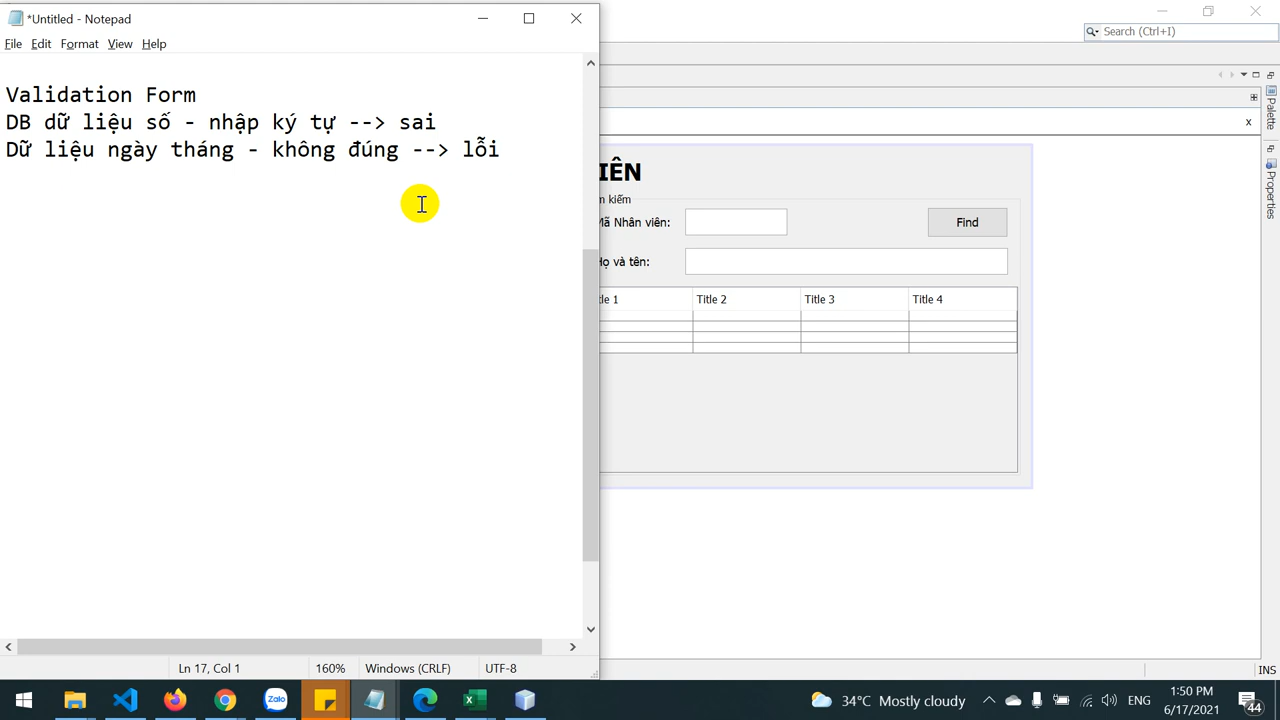 *Untitled - Notepad
File Edit Format View Help
Validation Form
DB dữ liệu số - nhập ký tự --> sai
Dữ liệu ngày tháng - không đúng --> lỗi
Ln 17, Col 1
160%
Windows (CRLF)
UTF-8
Search (Ctrl+I)
Palette
Properties
IÊN
m kiếm
Mã Nhân viên:
Find
Họ và tên:
tle 1
Title 2
Title 3
Title 4
INS
Zalo
34°C Mostly cloudy
ENG
1:50 PM
6/17/2021
44